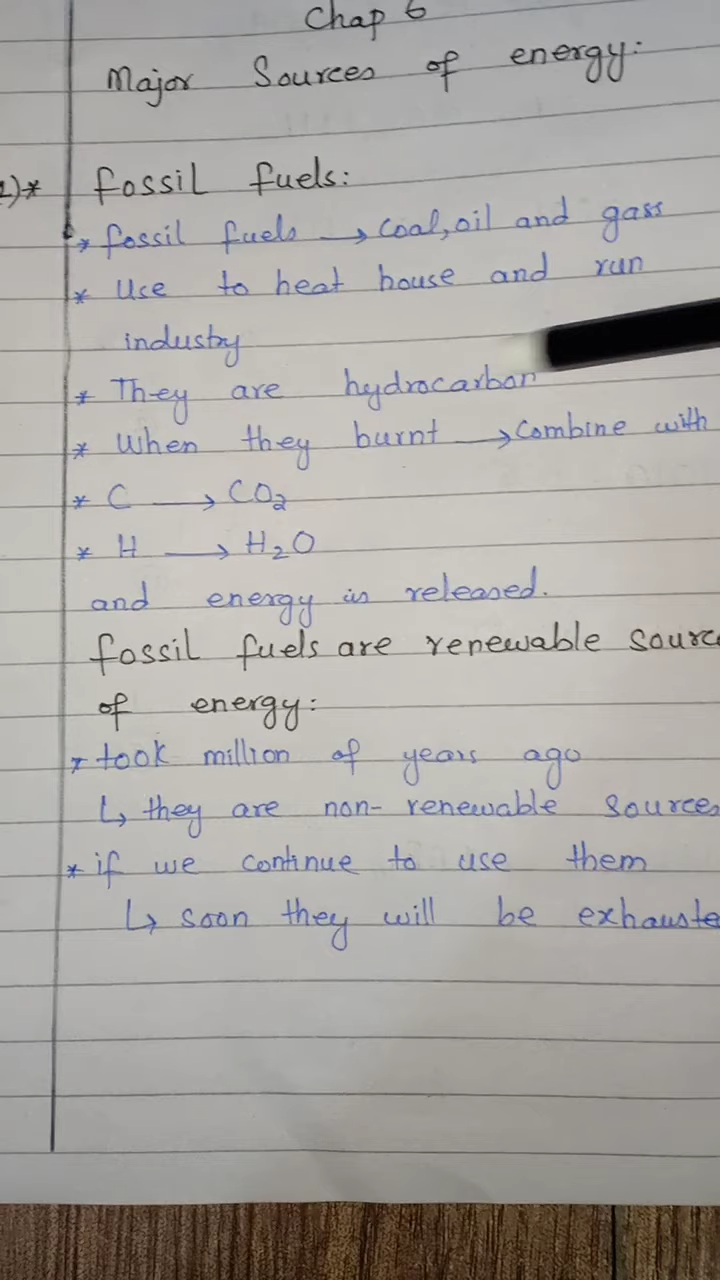 Chap 6
Major Sources of energy:
1)* fossil fuels:
* fossil fuels → coal, oil and gass
* Use to heat house and run
industry
* They are hydrocarbon
* When they burnt → combine with
* C → CO₂
* H → H₂O
and energy is released.
fossil fuels are renewable source
of energy:
* took million of years ago
↳ they are non-renewable sources
* if we continue to use them
↳ soon they will be exhauste